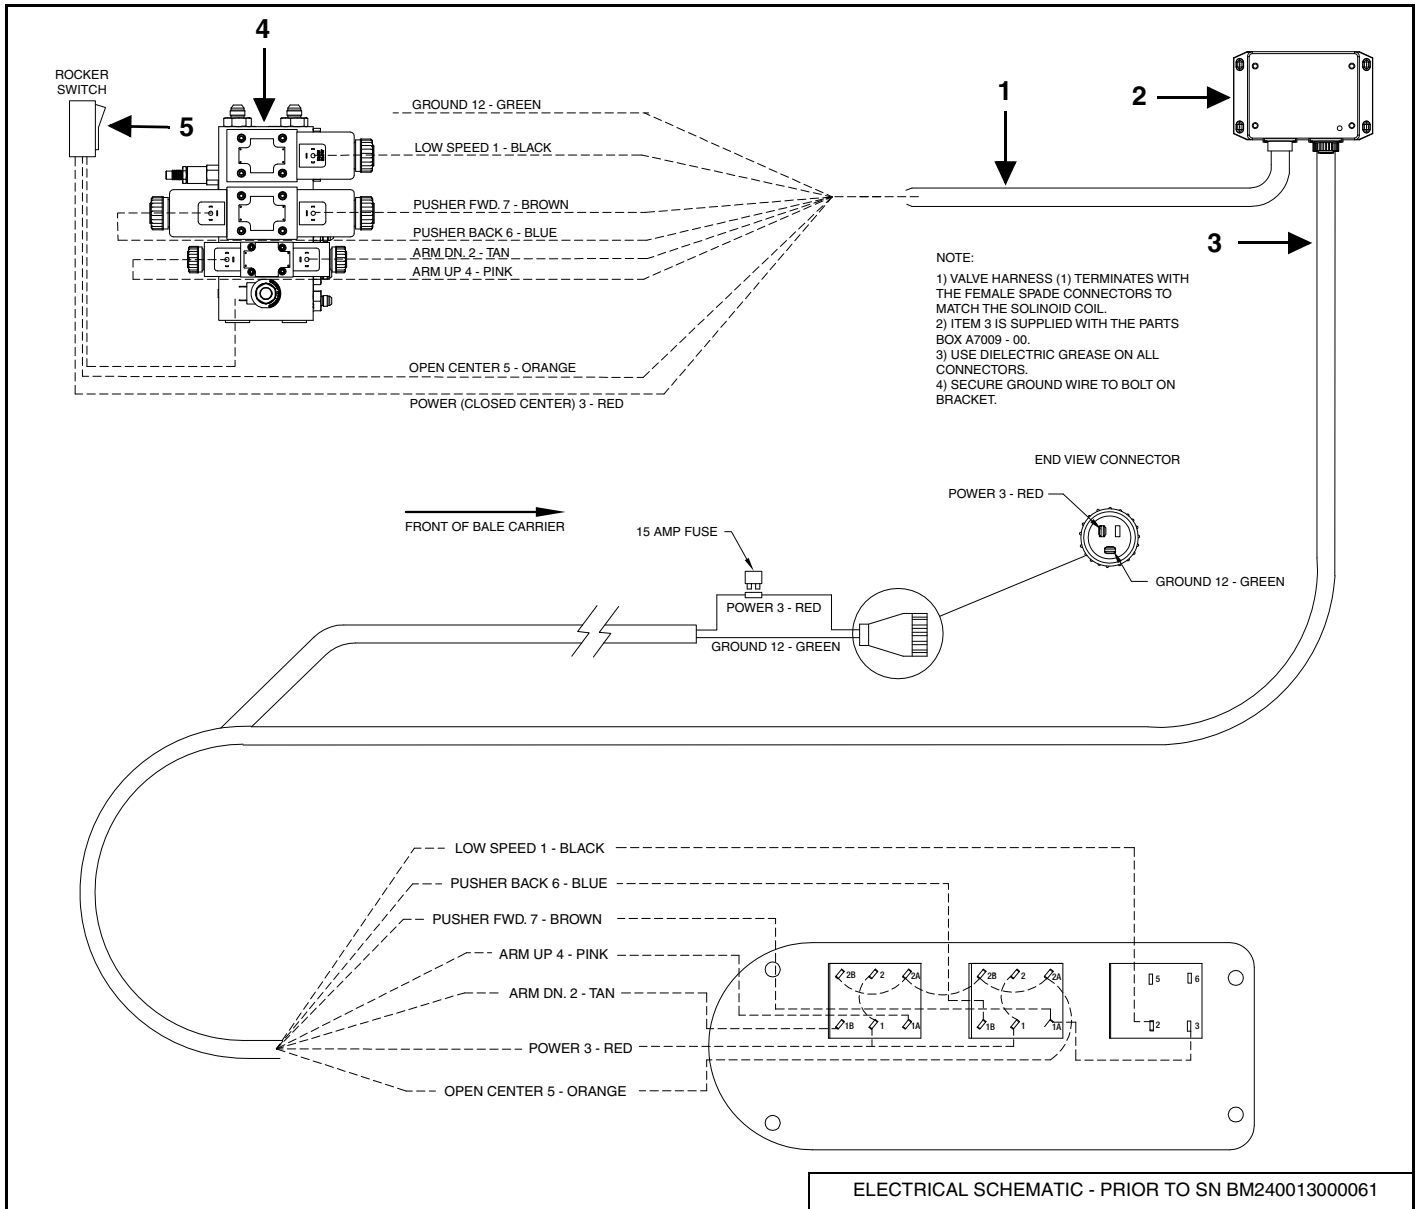 4
ROCKER
SWITCH
5
GROUND 12 - GREEN
LOW SPEED 1 - BLACK
PUSHER FWD. 7 - BROWN
PUSHER BACK 6 - BLUE
ARM DN. 2 - TAN
ARM UP 4 - PINK
OPEN CENTER 5 - ORANGE
POWER (CLOSED CENTER) 3 - RED
1
2
3
NOTE:
1) VALVE HARNESS (1) TERMINATES WITH
THE FEMALE SPADE CONNECTORS TO
MATCH THE SOLINOID COIL.
2) ITEM 3 IS SUPPLIED WITH THE PARTS
BOX A7009 - 00.
3) USE DIELECTRIC GREASE ON ALL
CONNECTORS.
4) SECURE GROUND WIRE TO BOLT ON
BRACKET.
END VIEW CONNECTOR
POWER 3 - RED
GROUND 12 - GREEN
FRONT OF BALE CARRIER
15 AMP FUSE
POWER 3 - RED
GROUND 12 - GREEN
LOW SPEED 1 - BLACK
PUSHER BACK 6 - BLUE
PUSHER FWD. 7 - BROWN
ARM UP 4 - PINK
ARM DN. 2 - TAN
POWER 3 - RED
OPEN CENTER 5 - ORANGE
2B 2 2A
1B 1 1A
2B 2 2A
1B 1 1A
5 6
2 3
ELECTRICAL SCHEMATIC - PRIOR TO SN BM240013000061